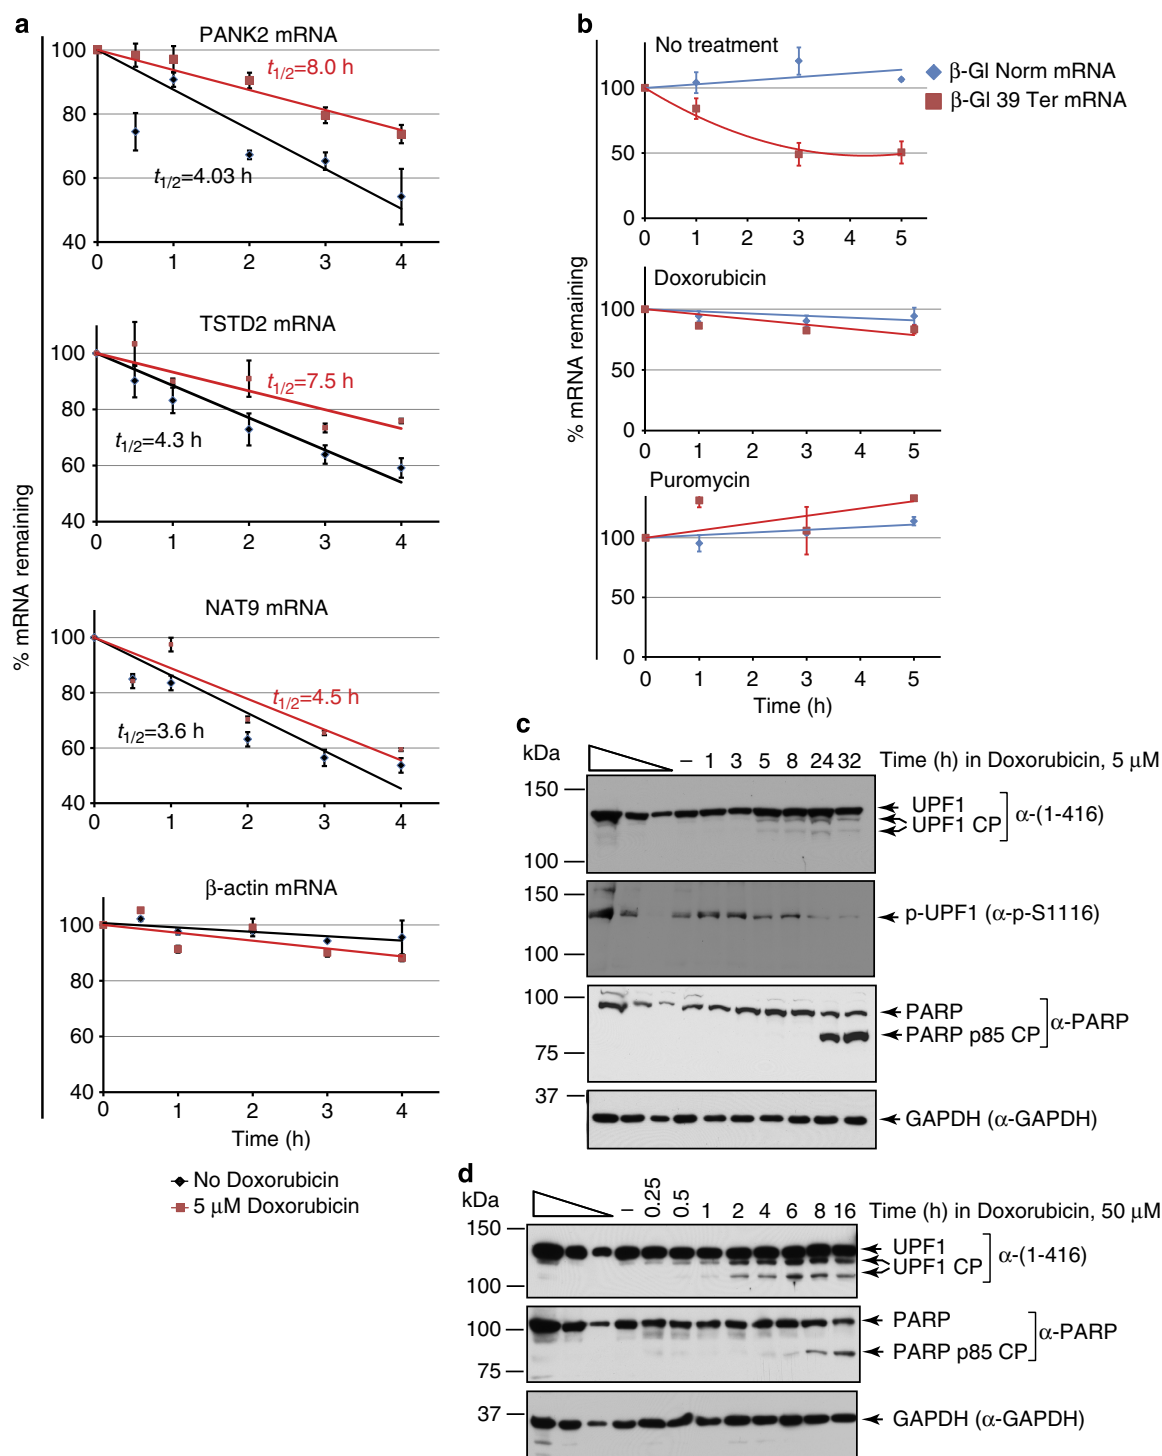 a
% mRNA remaining
PANK2 mRNA
100
80
60
40
t1/2=8.0 h
t1/2=4.03 h
0 1 2 3 4
TSTD2 mRNA
100
80
60
40
t1/2=7.5 h
t1/2=4.3 h
0 1 2 3 4
NAT9 mRNA
100
80
60
40
t1/2=4.5 h
t1/2=3.6 h
0 1 2 3 4
β-actin mRNA
100
80
60
40
0 1 2 3 4
Time (h)
No Doxorubicin
5 μM Doxorubicin
b
% mRNA remaining
No treatment
β-Gl Norm mRNA
β-Gl 39 Ter mRNA
100
50
0
0 1 2 3 4 5
Doxorubicin
100
50
0
0 1 2 3 4 5
Puromycin
100
50
0
0 1 2 3 4 5
Time (h)
c
kDa
– 1 3 5 8 24 32 Time (h) in Doxorubicin, 5 μM
150
100
UPF1
UPF1 CP
α-(1-416)
150
100
p-UPF1 (α-p-S1116)
100
75
PARP
PARP p85 CP
α-PARP
37
GAPDH (α-GAPDH)
d
kDa
– 0.25 0.5 1 2 4 6 8 16 Time (h) in Doxorubicin, 50 μM
150
100
UPF1
UPF1 CP
α-(1-416)
100
75
PARP
PARP p85 CP
α-PARP
37
GAPDH (α-GAPDH)